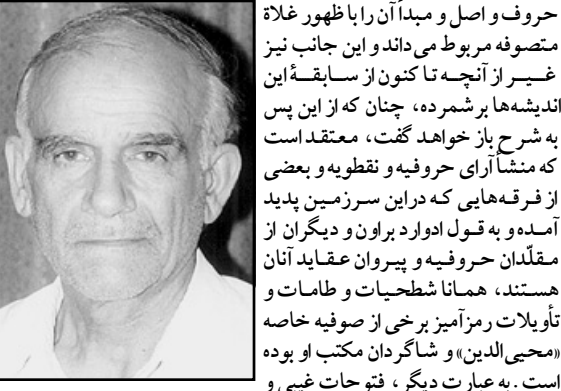 حروف و اصل و مبدأ آن را با ظهور غلاة
متصوفه مربوط می‌داند و این جانب نیز
غیر از آنچه تا کنون از سابقهٔ این
اندیشه‌ها برشمرده، چنان که از این پس
به شرح باز خواهد گفت، معتقد است
که منشأ آرای حروفیه و نقطویه و بعضی
از فرقه‌هایی که دراین سرزمین پدید
آمده و به قول ادوارد براون و دیگران از
مقلّدان حروفیه و پیروان عقاید آنان
هستند، همانا شطحیات و طامات و
تأویلات رمزآمیز برخی از صوفیه خاصه
«محیی‌الدین» و شاگردان مکتب او بوده
است. به عبارت دیگر، فتوحات غیبی و